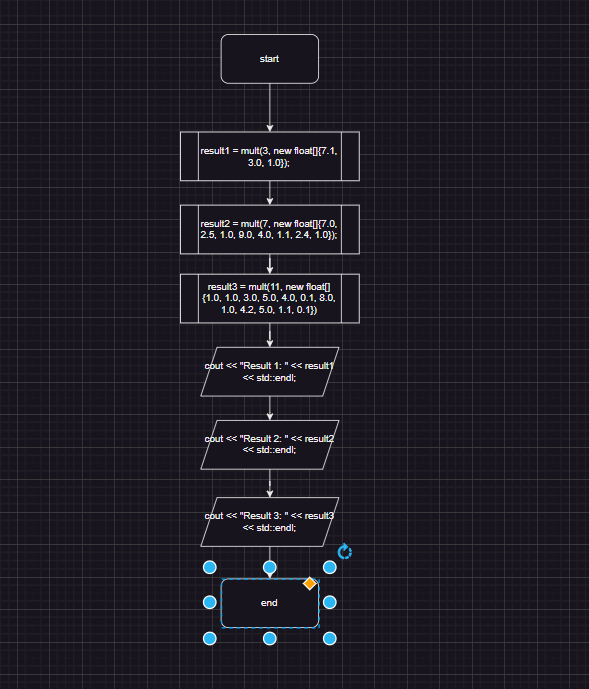 start
result1 = mult(3, new float[]{7.1,
3.0, 1.0});
result2 = mult(7, new float[]{7.0,
2.5, 1.0, 9.0, 4.0, 1.1, 2.4, 1.0});
result3 = mult(11, new float[]
{1.0, 1.0, 3.0, 5.0, 4.0, 0.1, 8.0,
1.0, 4.2, 5.0, 1.1, 0.1})
cout << "Result 1: " << result1
<< std::endl;
cout << "Result 2: " << result2
<< std::endl;
cout << "Result 3: " << result3
<< std::endl;
end